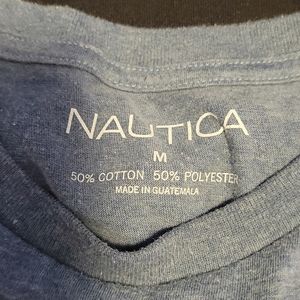 NAUTICA
M
50% COTTON 50% POLYESTER
MADE IN GUATEMALA